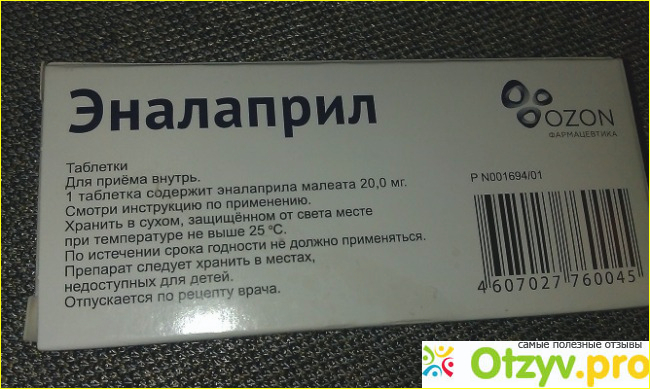 Эналаприл
OZON
ФАРМАЦЕВТИКА
Таблетки
Для приёма внутрь.
1 таблетка содержит эналаприла малеата 20,0 мг.
Смотри инструкцию по применению.
Хранить в сухом, защищённом от света месте
при температуре не выше 25 °C.
По истечении срока годности не должно применяться.
Препарат следует хранить в местах,
недоступных для детей.
Отпускается по рецепту врача.
P N001694/01
4 607027 760045
самые полезные отзывы
Otzyv.pro